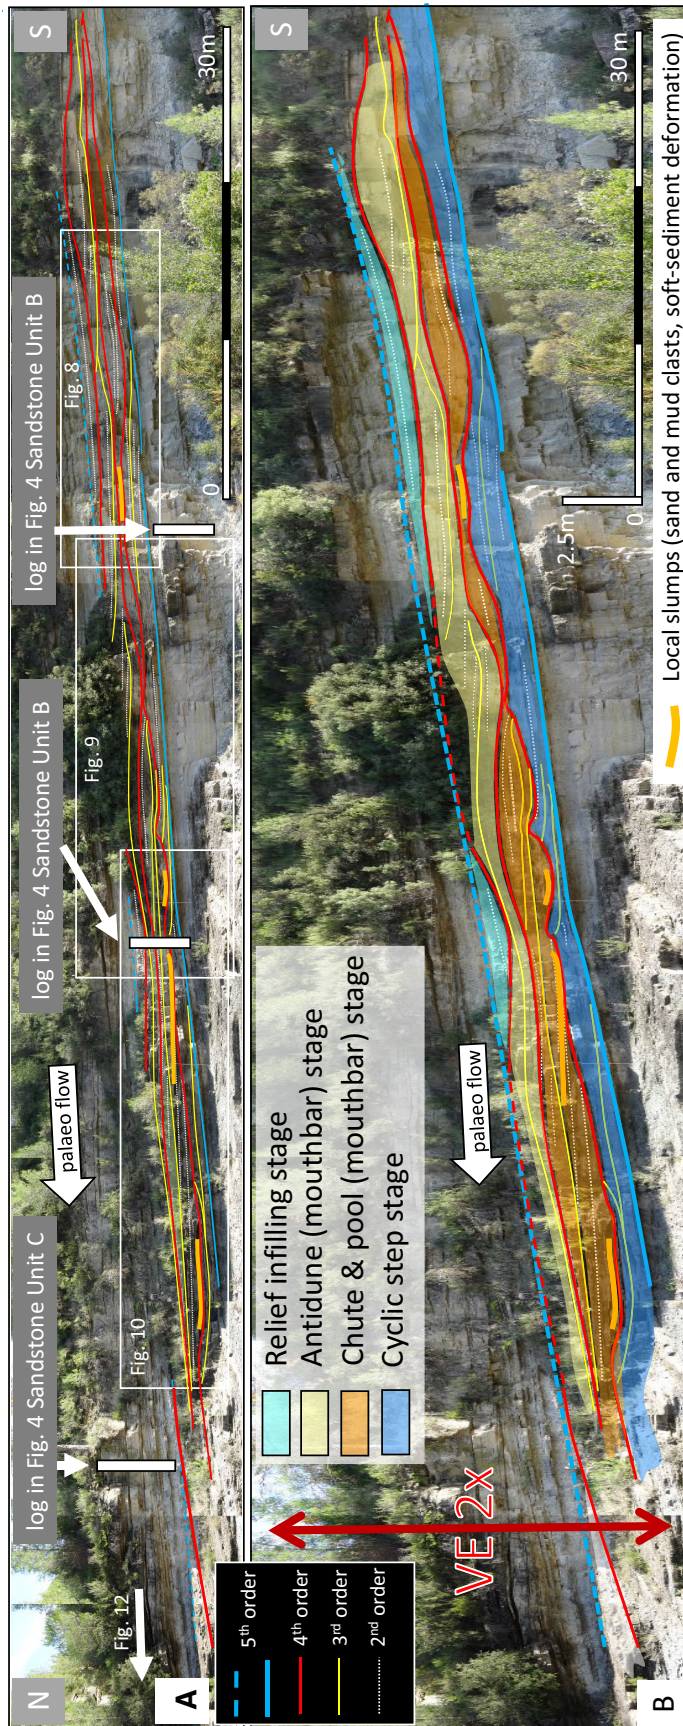 N
S
log in Fig. 4 Sandstone Unit C
log in Fig. 4 Sandstone Unit B
log in Fig. 4 Sandstone Unit B
palaeo flow
Fig. 12
Fig. 10
Fig. 9
Fig. 8
0
30m
A
5th order
4th order
3rd order
2nd order
S
VE 2x
palaeo flow
Relief infilling stage
Antidune (mouthbar) stage
Chute & pool (mouthbar) stage
Cyclic step stage
2.5m
0
30 m
B
Local slumps (sand and mud clasts, soft-sediment deformation)